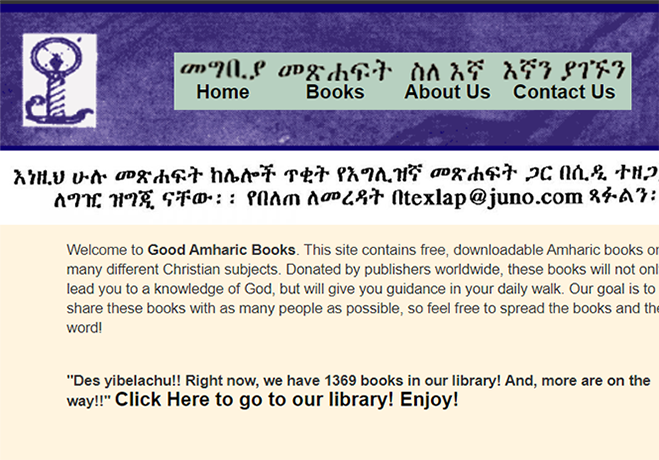 መግቢያ መጽሐፍት ስለ እኛ እኛን ያገኙን
Home Books About Us Contact Us
እነዚህ ሁሉ መጽሐፍት ከሌሎች ጥቂት የእግሊዝኛ መጽሐፍት ጋር በሲዲ ተዘጋ
ለግዢ ዝግጁ ናቸው፡፡ የበለጠ ለመረዳት በtexlap@juno.com ጻፉልን፡
Welcome to Good Amharic Books. This site contains free, downloadable Amharic books on
many different Christian subjects. Donated by publishers worldwide, these books will not onl
lead you to a knowledge of God, but will give you guidance in your daily walk. Our goal is to
share these books with as many people as possible, so feel free to spread the books and the
word!
"Des yibelachu!! Right now, we have 1369 books in our library! And, more are on the
way!!" Click Here to go to our library! Enjoy!